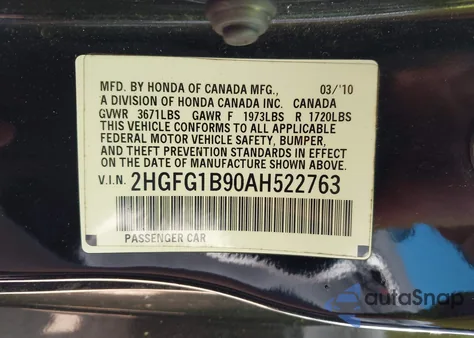 MFD. BY HONDA OF CANADA MFG., 03/'10
A DIVISION OF HONDA CANADA INC. CANADA
GVWR 3671LBS GAWR F 1973LBS R 1720LBS
THIS VEHICLE CONFORMS TO ALL APPLICABLE
FEDERAL MOTOR VEHICLE SAFETY, BUMPER,
AND THEFT PREVENTION STANDARDS IN EFFECT
ON THE DATE OF MANUFACTURE SHOWN ABOVE.
V.I.N. 2HGFG1B90AH522763
PASSENGER CAR
autaSnap